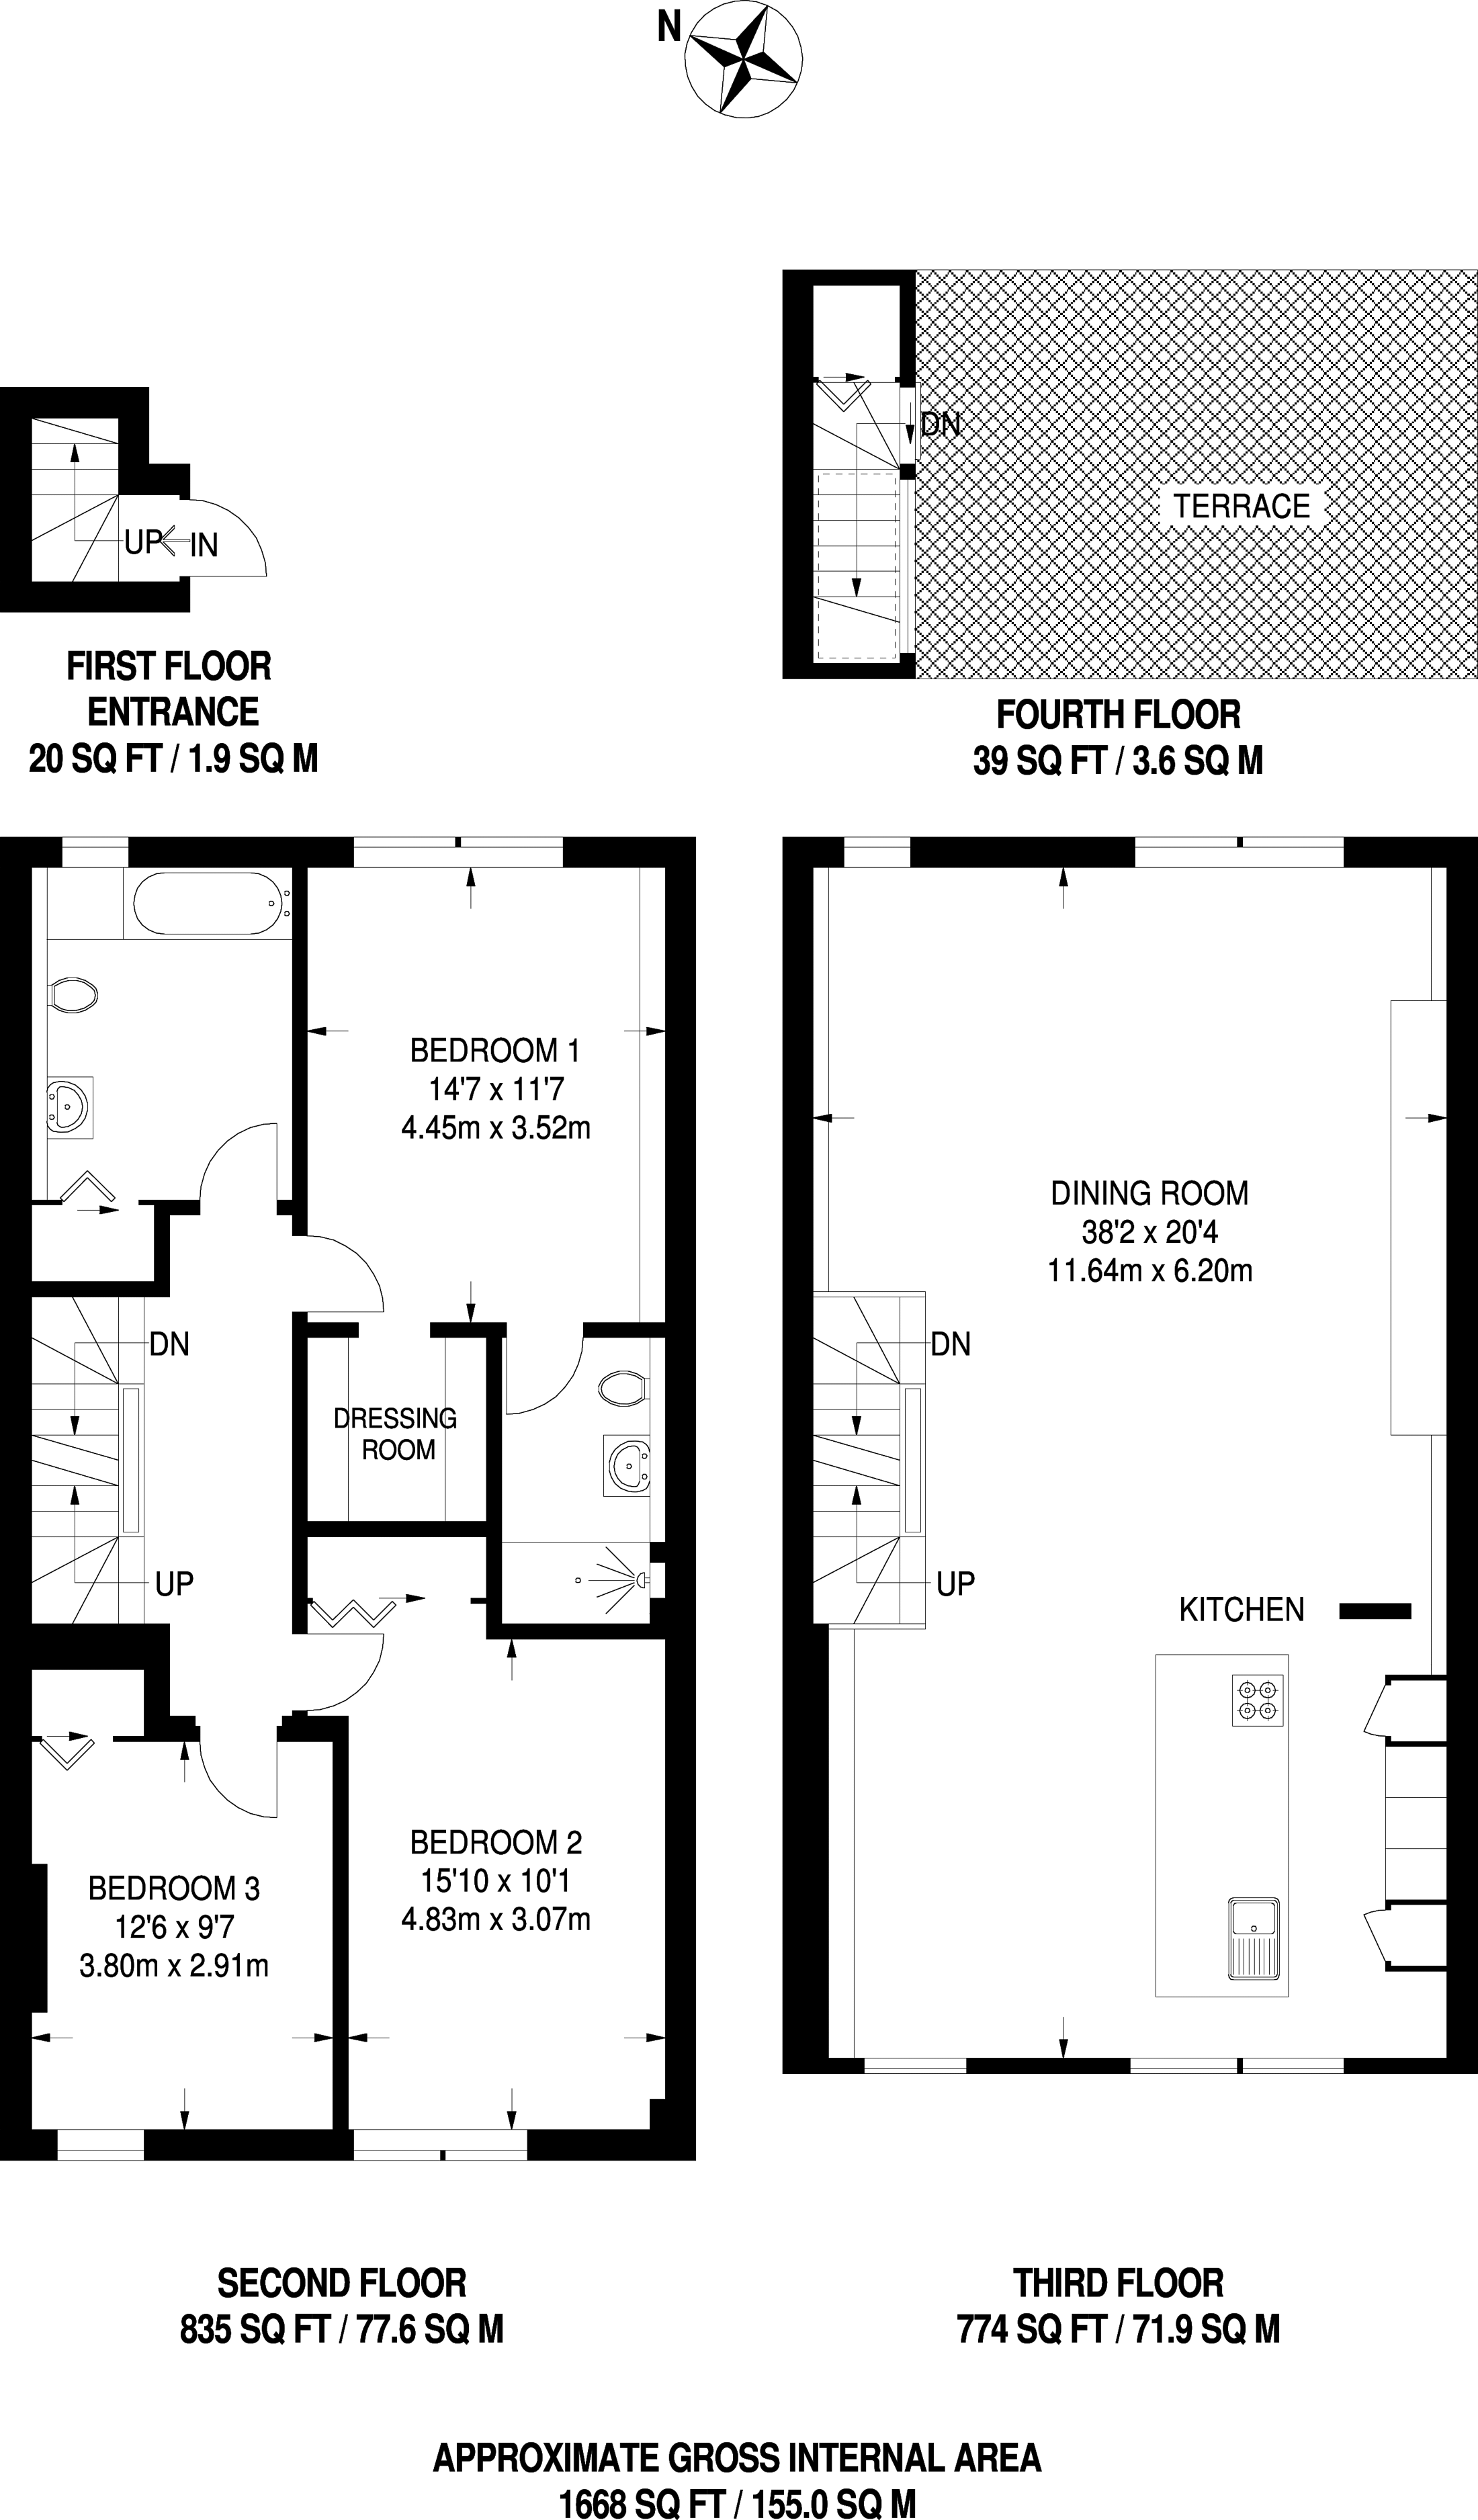 N
UP IN
FIRST FLOOR
ENTRANCE
20 SQ FT / 1.9 SQ M
DN
TERRACE
FOURTH FLOOR
39 SQ FT / 3.6 SQ M
BEDROOM 1
14'7 x 11'7
4.45m x 3.52m
DN
DRESSING
ROOM
UP
BEDROOM 2
15'10 x 10'1
4.83m x 3.07m
BEDROOM 3
12'6 x 9'7
3.80m x 2.91m
SECOND FLOOR
835 SQ FT / 77.6 SQ M
DINING ROOM
38'2 x 20'4
11.64m x 6.20m
DN
UP
KITCHEN
THIRD FLOOR
774 SQ FT / 71.9 SQ M
APPROXIMATE GROSS INTERNAL AREA
1668 SQ FT / 155.0 SQ M